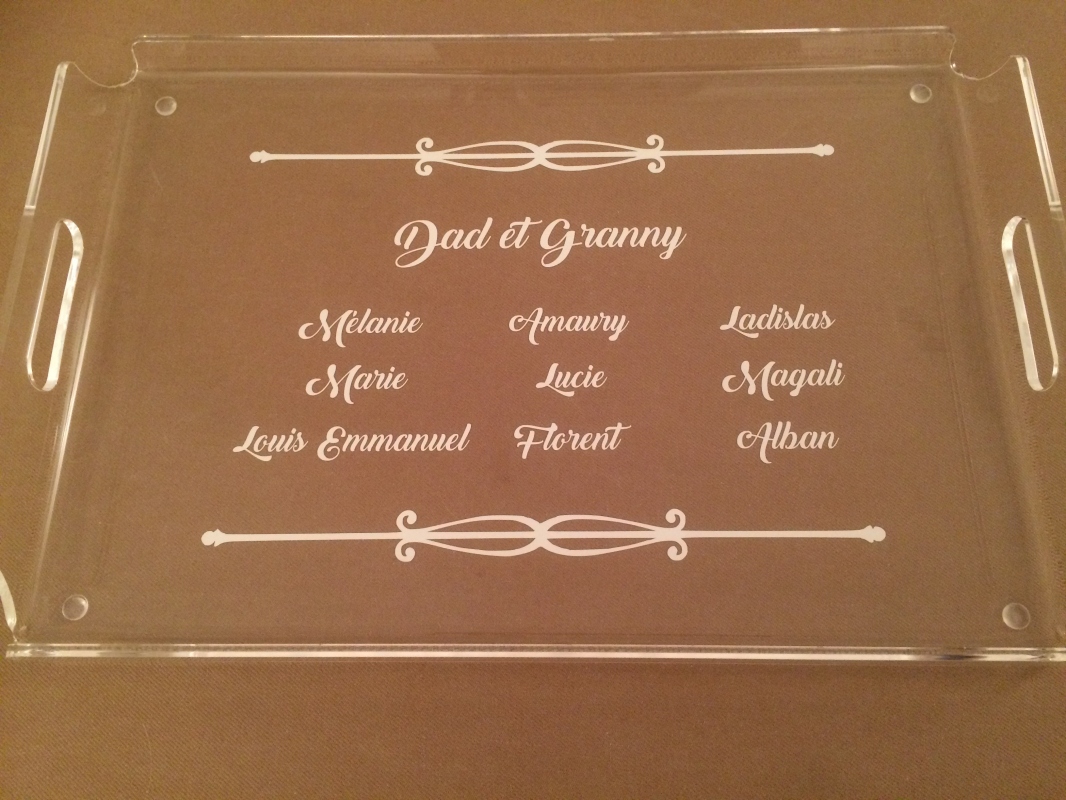 Dad et Granny
Mélanie Amaury Ladislas
Marie Lucie Magali
Louis Emmanuel Florent Alban